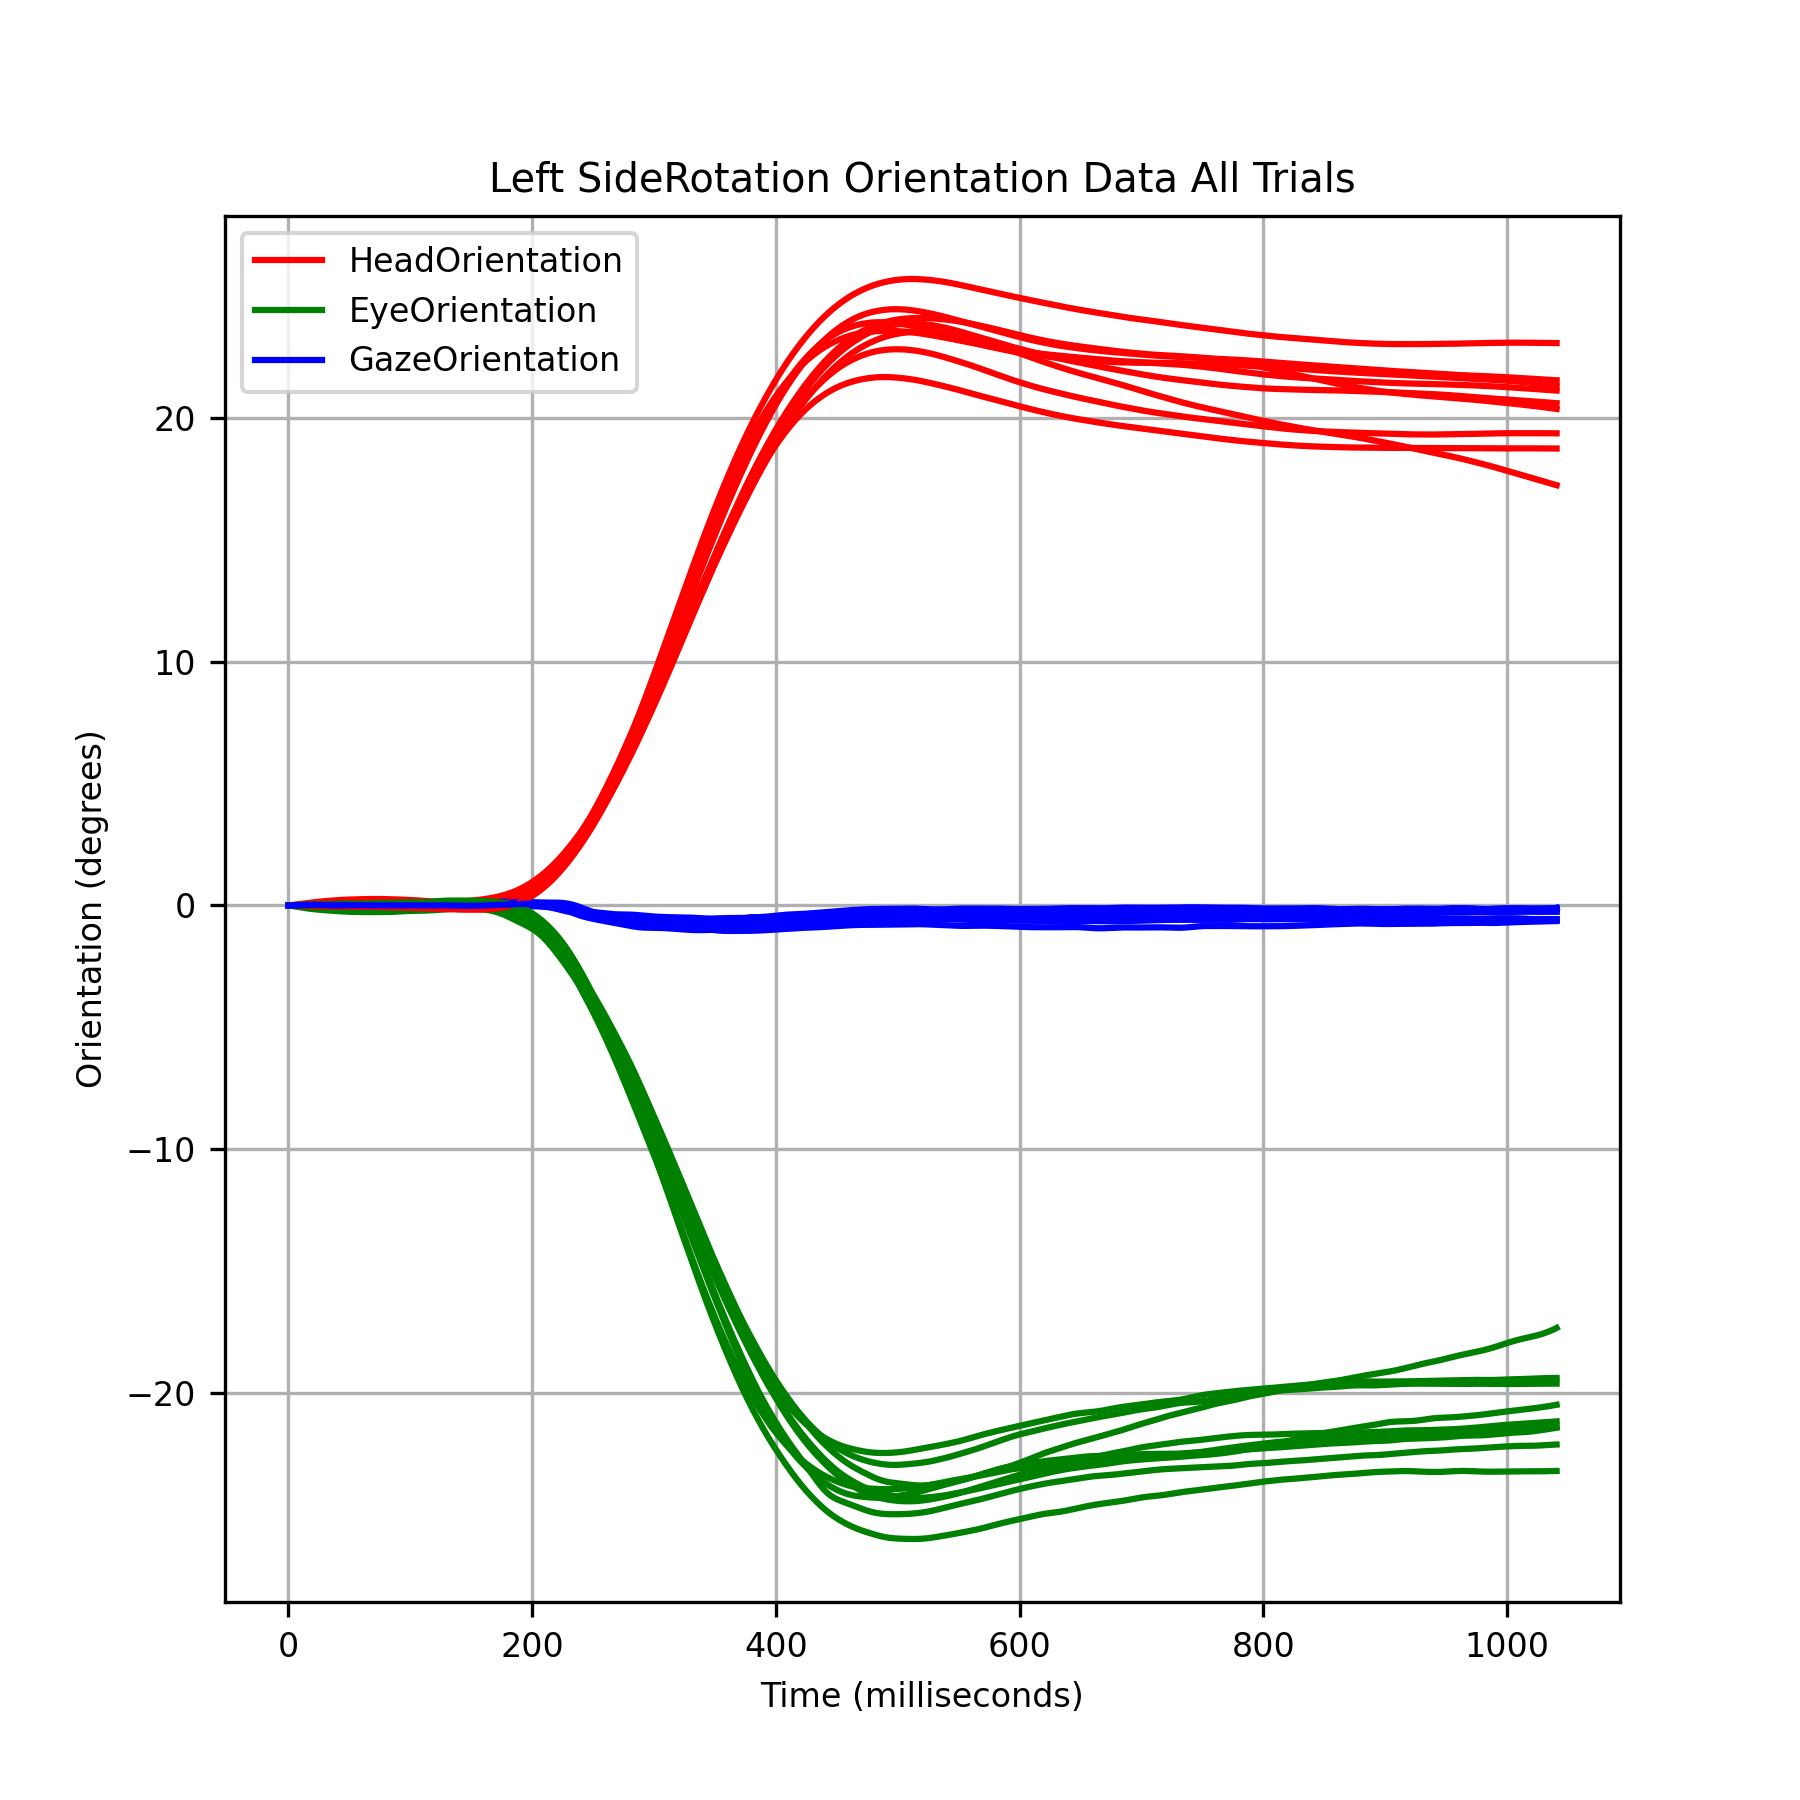 Left SideRotation Orientation Data All Trials
HeadOrientation
EyeOrientation
GazeOrientation
20
10
0
−10
−20
Orientation (degrees)
0 200 400 600 800 1000
Time (milliseconds)